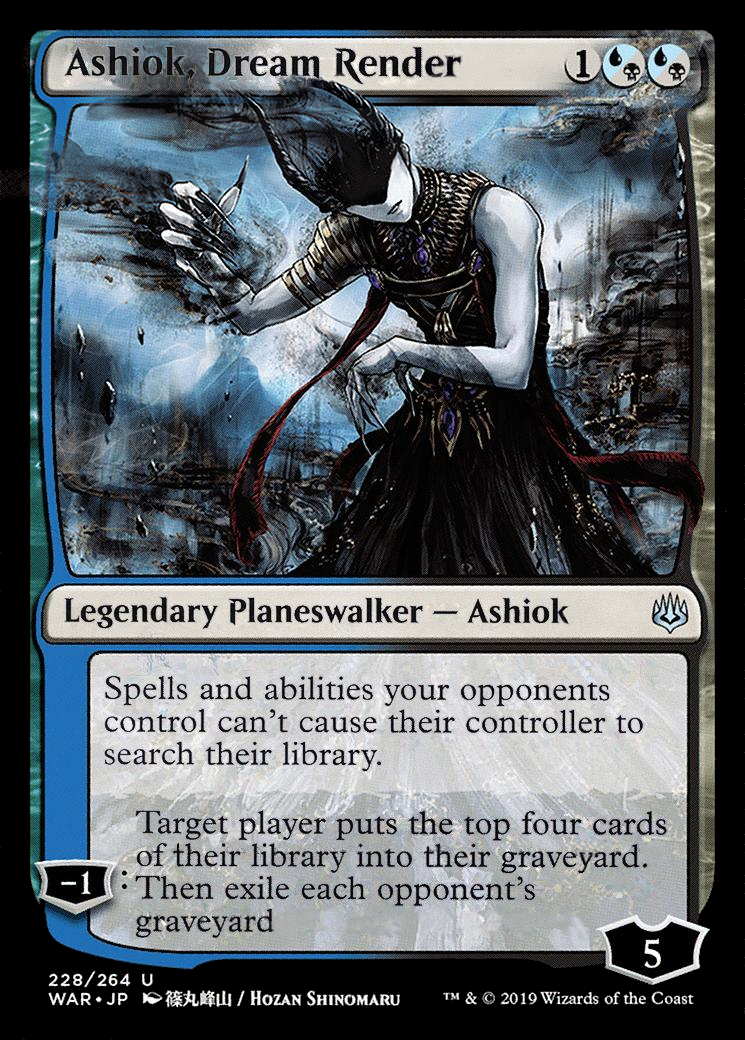 Ashiok, Dream Render 1
Legendary Planeswalker — Ashiok
Spells and abilities your opponents
control can't cause their controller to
search their library.
−1 : Target player puts the top four cards
of their library into their graveyard.
Then exile each opponent's
graveyard
5
228/264 U
WAR • JP 篠丸峰山 / Hozan Shinomaru ™ & © 2019 Wizards of the Coast